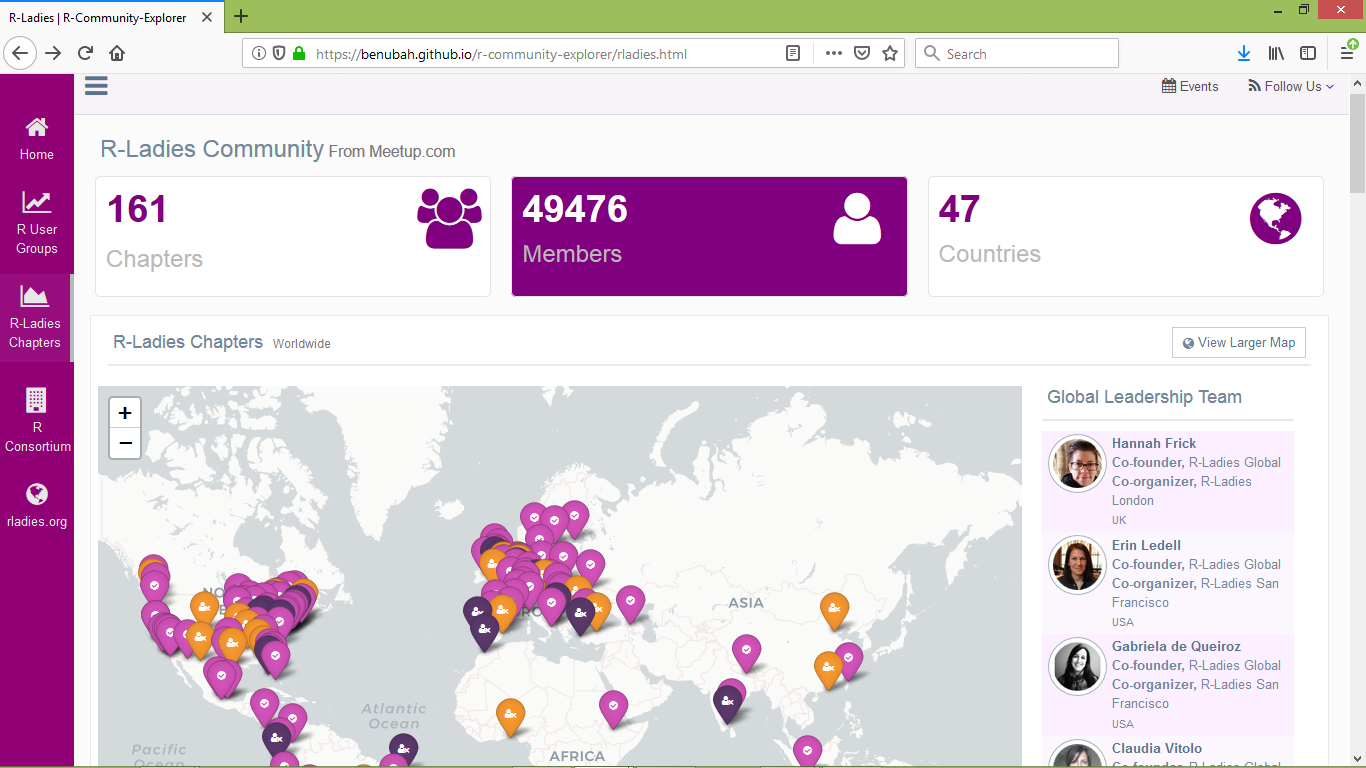 R-Ladies | R-Community-Explorer
https://benubah.github.io/r-community-explorer/rladies.html
Search
Events
Follow Us
Home
R User
Groups
R-Ladies
Chapters
R
Consortium
rladies.org
R-Ladies Community From Meetup.com
161
Chapters
49476
Members
47
Countries
R-Ladies Chapters Worldwide
View Larger Map
+
−
ASIA
Atlantic
Ocean
AFRICA
Pacific
Ocean
Global Leadership Team
Hannah Frick
Co-founder, R-Ladies Global
Co-organizer, R-Ladies
London
UK
Erin Ledell
Co-founder, R-Ladies Global
Co-organizer, R-Ladies San
Francisco
USA
Gabriela de Queiroz
Co-founder, R-Ladies Global
Co-organizer, R-Ladies San
Francisco
USA
Claudia Vitolo
Co-founder, R-Ladies Global